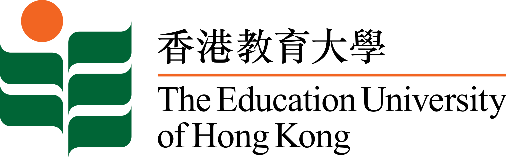 香港教育大學
The Education University
of Hong Kong